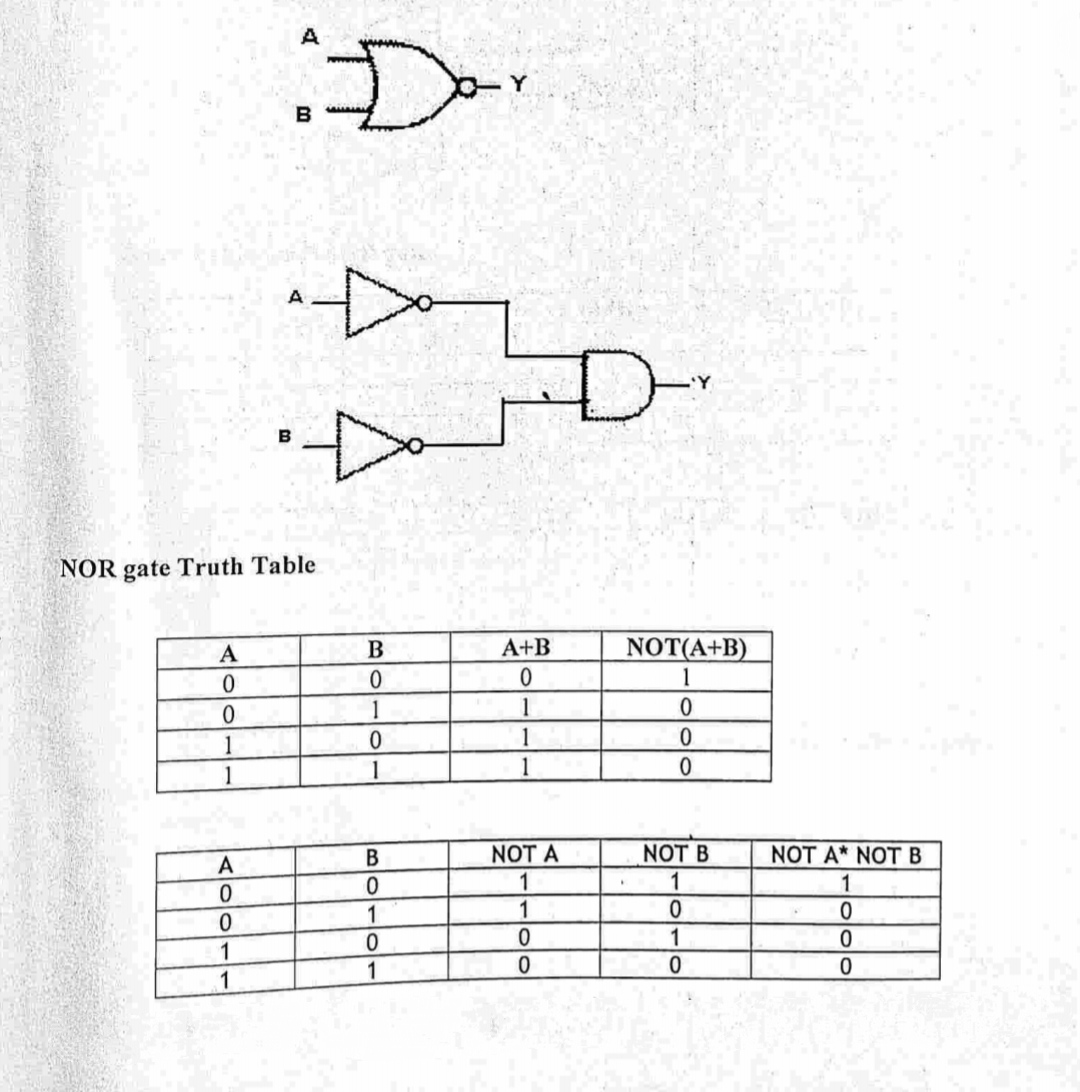 A
Y
B
A
Y
B
NOR gate Truth Table
A B A+B NOT(A+B)
0 0 0 1
0 1 1 0
1 0 1 0
1 1 1 0
A B NOT A NOT B NOT A* NOT B
0 0 1 1 1
0 1 1 0 0
1 0 0 1 0
1 1 0 0 0